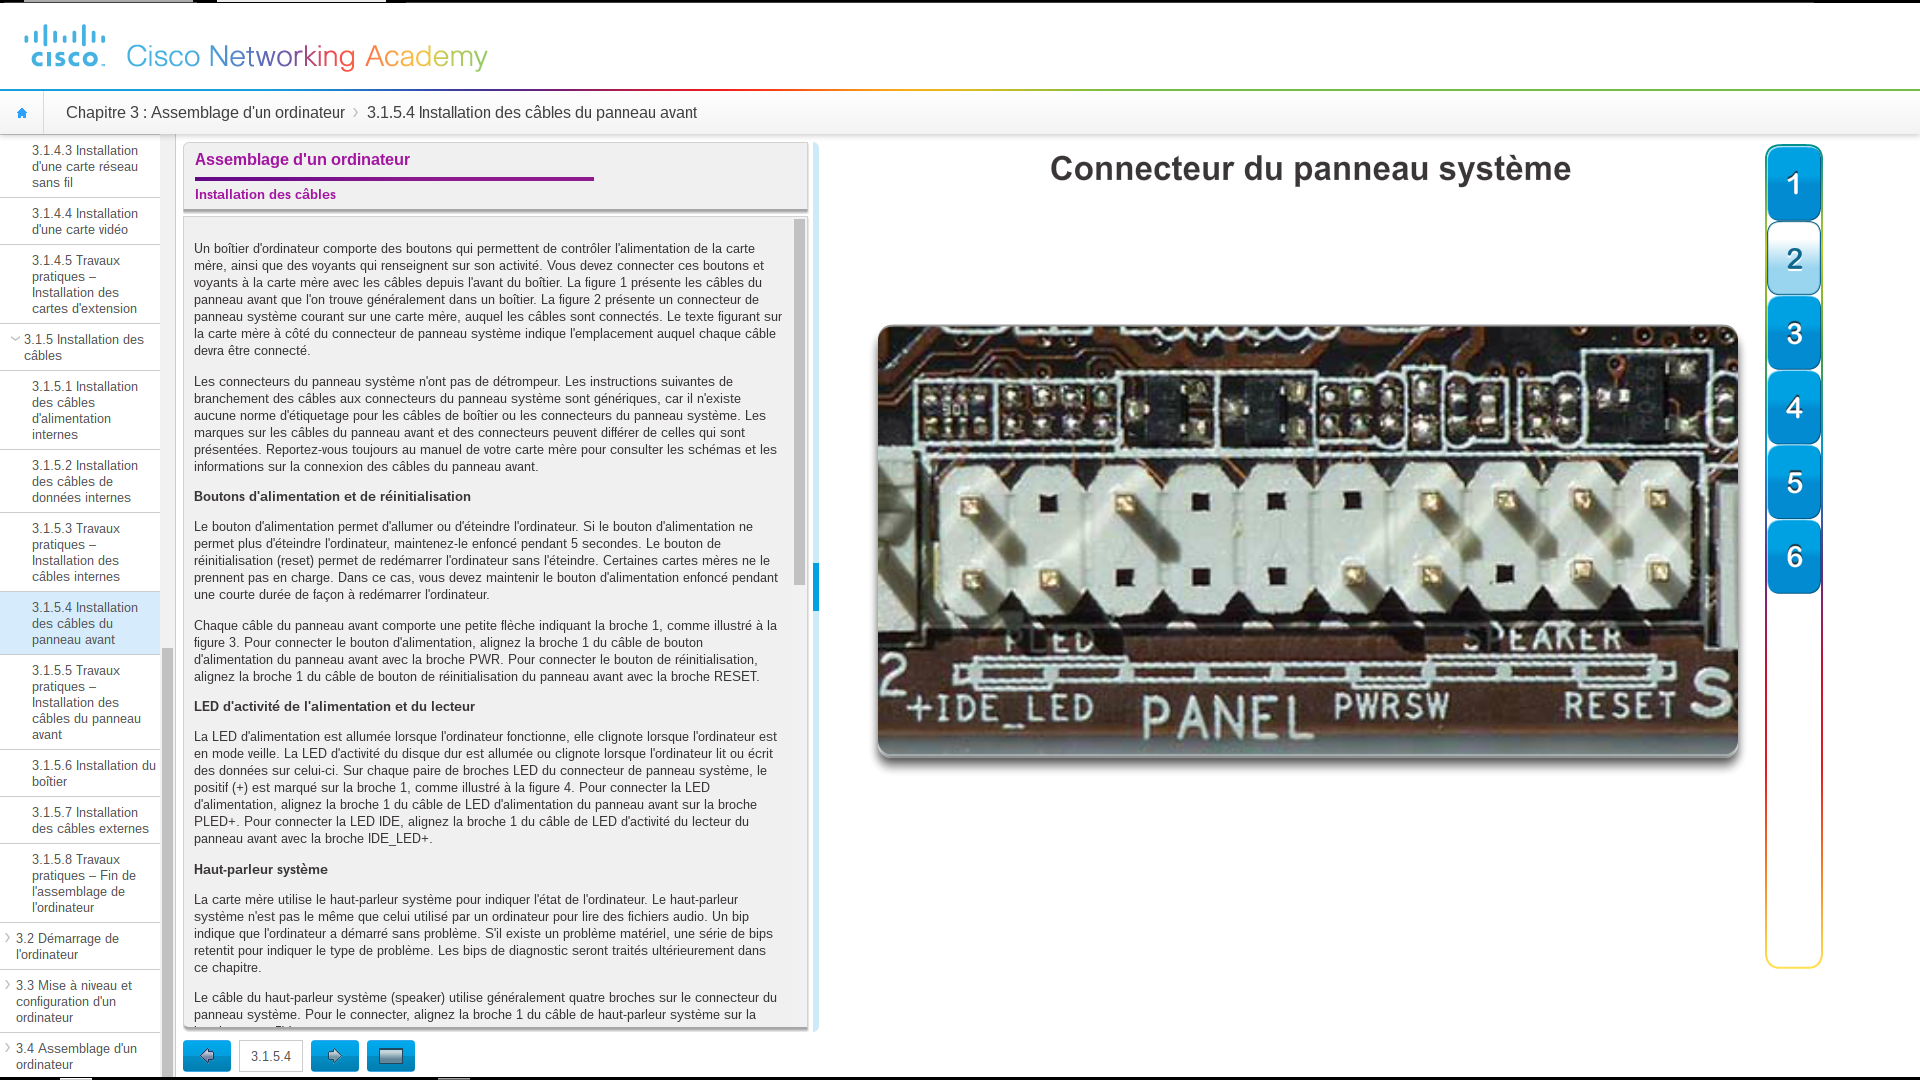 cisco
Cisco Networking Academy
Chapitre 3 : Assemblage d'un ordinateur
3.1.5.4 Installation des câbles du panneau avant
3.1.4.3 Installation
d'une carte réseau
sans fil
3.1.4.4 Installation
d'une carte vidéo
3.1.4.5 Travaux
pratiques –
Installation des
cartes d'extension
3.1.5 Installation des
câbles
3.1.5.1 Installation
des câbles
d'alimentation
internes
3.1.5.2 Installation
des câbles de
données internes
3.1.5.3 Travaux
pratiques –
Installation des
câbles internes
3.1.5.4 Installation
des câbles du
panneau avant
3.1.5.5 Travaux
pratiques –
Installation des
câbles du panneau
avant
3.1.5.6 Installation du
boîtier
3.1.5.7 Installation
des câbles externes
3.1.5.8 Travaux
pratiques – Fin de
l'assemblage de
l'ordinateur
3.2 Démarrage de
l'ordinateur
3.3 Mise à niveau et
configuration d'un
ordinateur
3.4 Assemblage d'un
ordinateur
Assemblage d'un ordinateur
Installation des câbles
Un boîtier d'ordinateur comporte des boutons qui permettent de contrôler l'alimentation de la carte
mère, ainsi que des voyants qui renseignent sur son activité. Vous devez connecter ces boutons et
voyants à la carte mère avec les câbles depuis l'avant du boîtier. La figure 1 présente les câbles du
panneau avant que l'on trouve généralement dans un boîtier. La figure 2 présente un connecteur de
panneau système courant sur une carte mère, auquel les câbles sont connectés. Le texte figurant sur
la carte mère à côté du connecteur de panneau système indique l'emplacement auquel chaque câble
devra être connecté.
Les connecteurs du panneau système n'ont pas de détrompeur. Les instructions suivantes de
branchement des câbles aux connecteurs du panneau système sont génériques, car il n'existe
aucune norme d'étiquetage pour les câbles de boîtier ou les connecteurs du panneau système. Les
marques sur les câbles du panneau avant et des connecteurs peuvent différer de celles qui sont
présentées. Reportez-vous toujours au manuel de votre carte mère pour consulter les schémas et les
informations sur la connexion des câbles du panneau avant.
Boutons d'alimentation et de réinitialisation
Le bouton d'alimentation permet d'allumer ou d'éteindre l'ordinateur. Si le bouton d'alimentation ne
permet plus d'éteindre l'ordinateur, maintenez-le enfoncé pendant 5 secondes. Le bouton de
réinitialisation (reset) permet de redémarrer l'ordinateur sans l'éteindre. Certaines cartes mères ne le
prennent pas en charge. Dans ce cas, vous devez maintenir le bouton d'alimentation enfoncé pendant
une courte durée de façon à redémarrer l'ordinateur.
Chaque câble du panneau avant comporte une petite flèche indiquant la broche 1, comme illustré à la
figure 3. Pour connecter le bouton d'alimentation, alignez la broche 1 du câble de bouton
d'alimentation du panneau avant avec la broche PWR. Pour connecter le bouton de réinitialisation,
alignez la broche 1 du câble de bouton de réinitialisation du panneau avant avec la broche RESET.
LED d'activité de l'alimentation et du lecteur
La LED d'alimentation est allumée lorsque l'ordinateur fonctionne, elle clignote lorsque l'ordinateur est
en mode veille. La LED d'activité du disque dur est allumée ou clignote lorsque l'ordinateur lit ou écrit
des données sur celui-ci. Sur chaque paire de broches LED du connecteur de panneau système, le
positif (+) est marqué sur la broche 1, comme illustré à la figure 4. Pour connecter la LED
d'alimentation, alignez la broche 1 du câble de LED d'alimentation du panneau avant sur la broche
PLED+. Pour connecter la LED IDE, alignez la broche 1 du câble de LED d'activité du lecteur du
panneau avant avec la broche IDE_LED+.
Haut-parleur système
La carte mère utilise le haut-parleur système pour indiquer l'état de l'ordinateur. Le haut-parleur
système n'est pas le même que celui utilisé par un ordinateur pour lire des fichiers audio. Un bip
indique que l'ordinateur a démarré sans problème. S'il existe un problème matériel, une série de bips
retentit pour indiquer le type de problème. Les bips de diagnostic seront traités ultérieurement dans
ce chapitre.
Le câble du haut-parleur système (speaker) utilise généralement quatre broches sur le connecteur du
panneau système. Pour le connecter, alignez la broche 1 du câble de haut-parleur système sur la
3.1.5.4
Connecteur du panneau système
PLED
SPEAKER
2
+IDE_LED
PANEL
PWRSW
RESET
S
1
2
3
4
5
6